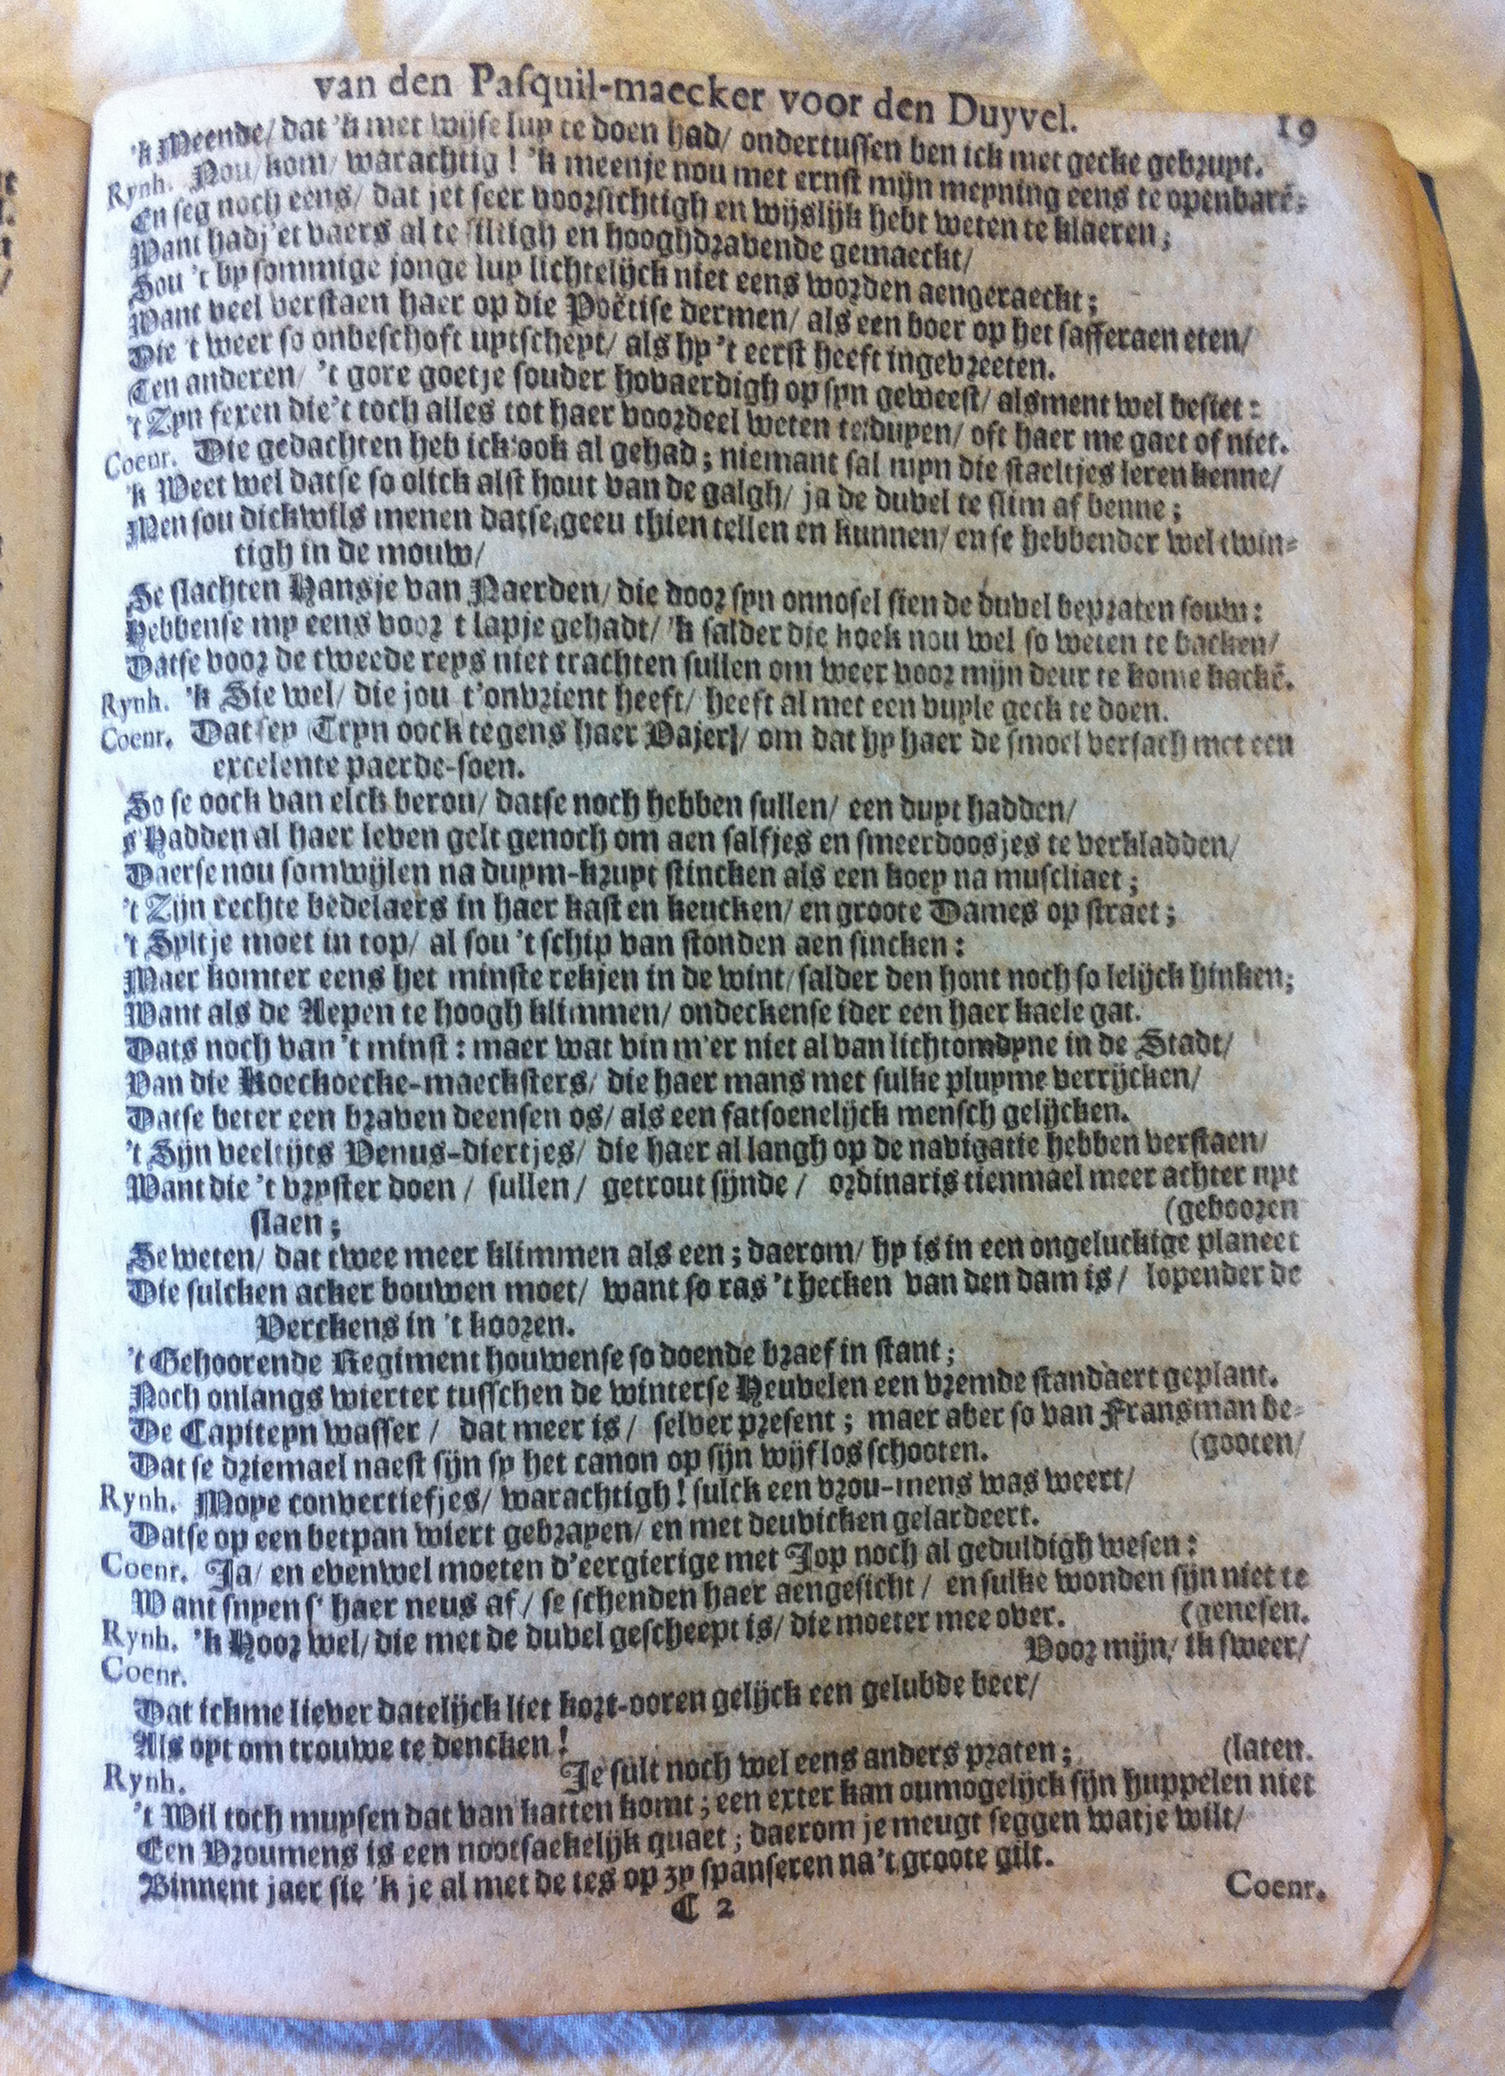 van den Pasquil-maecker voor den Duyvel. 19
'k Meende/ dat 'k met wijse luy te doen had/ ondertussen ben ick met gecke gebruyt.
Rynh. Nou/ kom/ warachtig! 'k meenje nou met ernst mijn meyning eens te openbarē;
En seg noch eens/ dat jet seer voorsichtigh en wijslijk hebt weten te klaeren;
Want hadj'et vaers al te stiltigh en hooghdravende gemaeckt/
Sou 't by sommige jonge luy lichtelijck niet eens worden aengeraeckt;
Want veel verstaen haer op die Poëtise dermen/ als een boer op het safferaen eten/
Die 't weer so onbeschoft uytschept/ als hy 't eerst heeft ingevreeten.
Ten anderen/ 't gore goetje souder hovaerdigh op syn geweest/ alsment wel besiet:
't Zyn fexen die't toch alles tot haer voordeel weten te duyen/ oft haer me gaet of niet.
Coenr. Die gedachten heb ick ook al gehad; niemant sal myn die staeltjes leren kenne/
'k Weet wel datse so olick alst hout van de galgh/ ja de duvel te slim af benne;
Men sou dickwils menen datse geen thien tellen en kunnen/ en se hebbender wel twin-
tigh in de mouw/
Se slachten Hansje van Naerden/ die door syn onnosel sien de duvel bepraten souw:
Hebbense my eens voor 't lapje gehadt/ 'k salder die koek nou wel so weten te backen/
Datse voor de tweede reys niet trachten sullen om weer voor mijn deur te kome kackē.
Rynh. 'k Sie wel/ die jou t'onvrient heeft/ heeft al met een vuyle geck te doen.
Coenr. Dat sey Tryn oock tegens haer Vajer/ om dat hy haer de smoel versach met een
excelente paerde-soen.
So se oock van elck berou/ datse noch hebben sullen/ een duyt hadden/
s'Hadden al haer leven gelt genoch om aen salfjes en smeerdoosjes te verkladden/
Daerse nou somwijlen na duym-kruyt stincken als een koey na muscliaet;
't Zijn rechte bedelaers in haer kast en keucken/ en groote Dames op straet;
't Spitje moet in top/ al sou 't schip van stonden aen sincken:
Maer komter eens het minste rekjen in de wint/ salder den hont noch so lelijck hinken;
Want als de Aepen te hoogh klimmen/ ondeckense ider een haer kaele gat.
Dats noch van 't minst: maer wat vin m'er niet al van lichtomdyne in de Stadt/
Van die Koeckoecke-maecksters/ die haer mans met sulke pluyme verrijcken/
Datse beter een braven deensen os/ als een fatsoenelijck mensch gelijcken.
't Sijn veeltijts Venus-diertjes/ die haer al langh op de navigatie hebben verstaen/
Want die 't vryster doen/ sullen/ getrout sijnde/ ordinaris tienmael meer achter uyt
slaen; (geboozen
Se weten/ dat twee meer klimmen als een; daerom/ hy is in een ongeluckige planeet
Die sulcken acker bouwen moet/ want so ras 't hecken van den dam is/ lopender de
Verckens in 't koozen.
't Gehoorende Regiment houwense so doende braef in stant;
Noch onlangs wierter tusschen de winterse Heuvelen een vremde standaert geplant.
De Capiteyn wasser/ dat meer is/ selver present; maer aber so van Fransman be-
Dat se driemael naest sijn sy het canon op sijn wijf los schooten. (gooten/
Rynh. Moye convertiefjes/ warachtigh! sulck een vrou-mens was weert/
Datse op een betpan wiert gebrayen/ en met deuvicken gelardeert.
Coenr. Ja/ en evenwel moeten d'eergierige met Jop noch al geduldigh wesen:
Want snyen s' haer neus af/ se schenden haer aengesicht/ en sulke wonden sijn niet te
Rynh. 'k Hoor wel/ die met de duvel gescheept is/ die moeter mee over. (genesen.
Coenr. Voor mijn/ ik sweer/
Dat ickme liever datelijck liet kort-ooren gelijck een gelubde beer/
Als oyt om trouwe te dencken!
Rynh. Je sult noch wel eens anders praten; (laten.
't Wil toch muysen dat van katten komt; een exter kan onmogelijck sijn huppelen niet
Een Vroumens is een nootsaekelijk quaet; daerom je meugt seggen watje wilt/
Binnent jaer sie 'k je al met de tes op zy spanseren na't groote gilt.
C 2 Coenr.